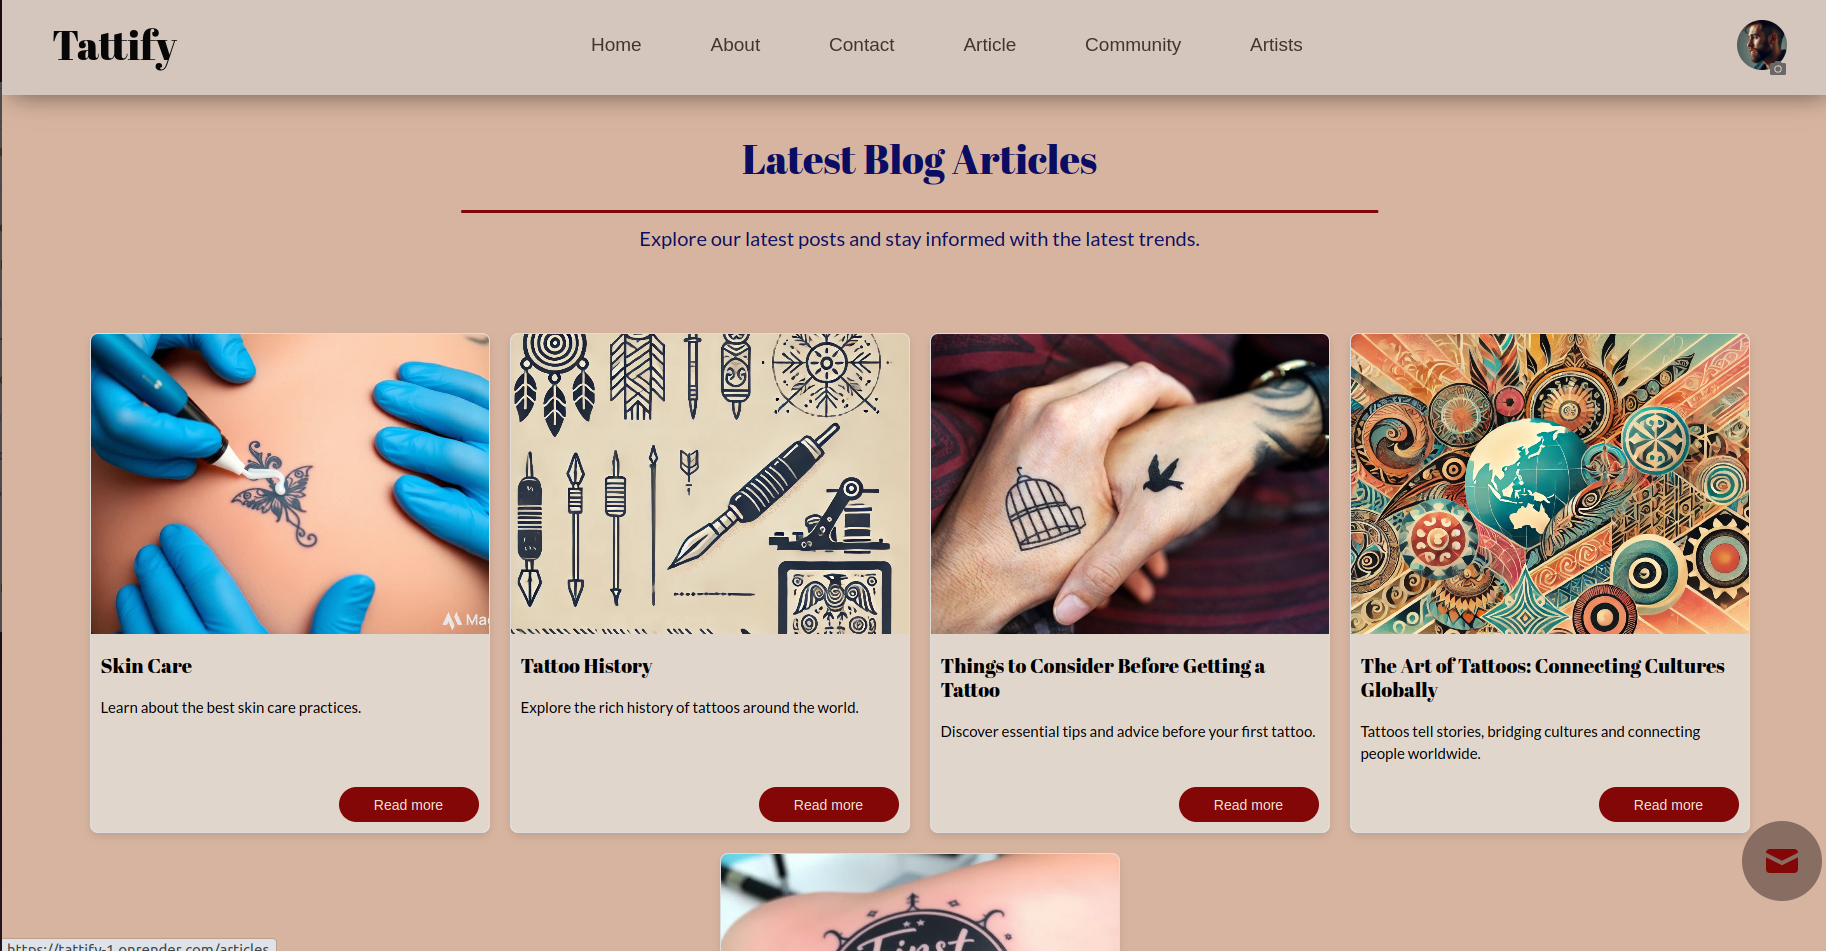 Tattify
Home
About
Contact
Article
Community
Artists
Latest Blog Articles
Explore our latest posts and stay informed with the latest trends.
Skin Care
Learn about the best skin care practices.
Read more
Tattoo History
Explore the rich history of tattoos around the world.
Read more
Things to Consider Before Getting a
Tattoo
Discover essential tips and advice before your first tattoo.
Read more
The Art of Tattoos: Connecting Cultures
Globally
Tattoos tell stories, bridging cultures and connecting
people worldwide.
Read more
First
https://tattify-1.onrender.com/articles